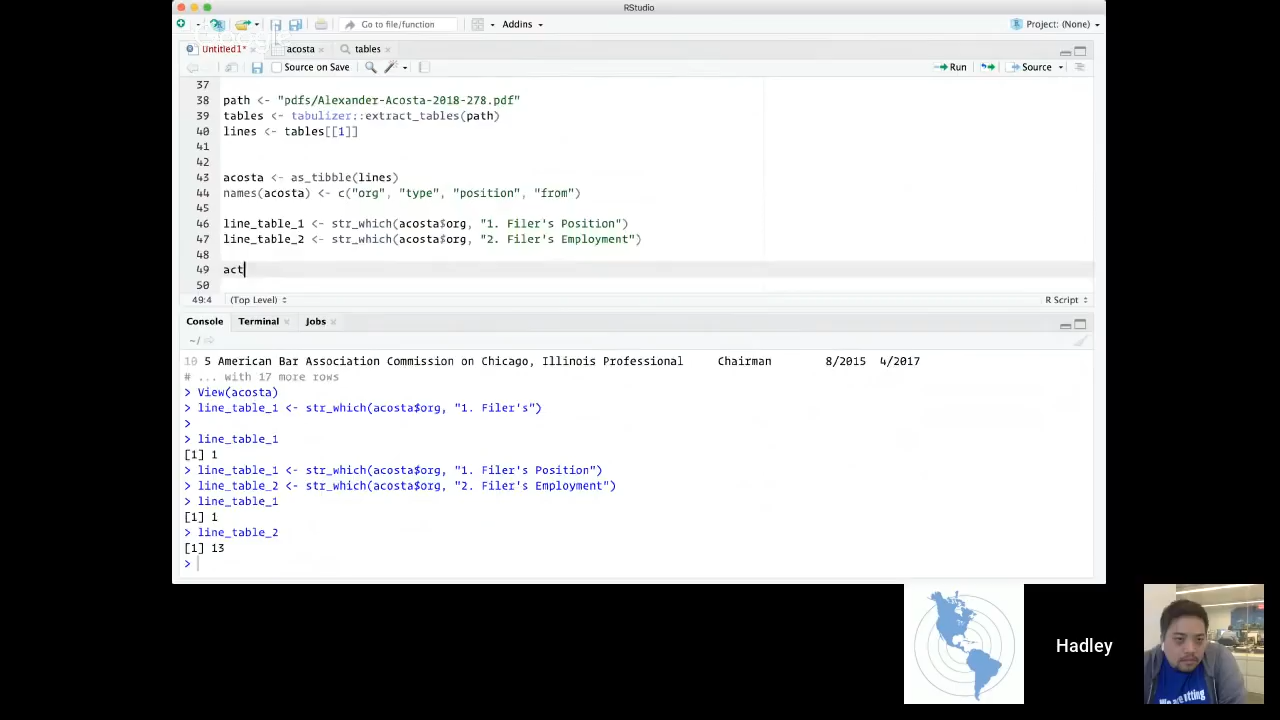 RStudio
Go to file/function
Addins
Project: (None)
Untitled1*
acosta
tables
Source on Save
Run
Source
37
38 path <- "pdfs/Alexander-Acosta-2018-278.pdf"
39 tables <- tabulizer::extract_tables(path)
40 lines <- tables[[1]]
41
42
43 acosta <- as_tibble(lines)
44 names(acosta) <- c("org", "type", "position", "from")
45
46 line_table_1 <- str_which(acosta$org, "1. Filer's Position")
47 line_table_2 <- str_which(acosta$org, "2. Filer's Employment")
48
49 act
50
49:4 (Top Level) R Script
Console Terminal Jobs
~/
10 5 American Bar Association Commission on Chicago, Illinois Professional Chairman 8/2015 4/2017
# ... with 17 more rows
> View(acosta)
> line_table_1 <- str_which(acosta$org, "1. Filer's")
>
> line_table_1
[1] 1
> line_table_1 <- str_which(acosta$org, "1. Filer's Position")
> line_table_2 <- str_which(acosta$org, "2. Filer's Employment")
> line_table_1
[1] 1
> line_table_2
[1] 13
>
Hadley